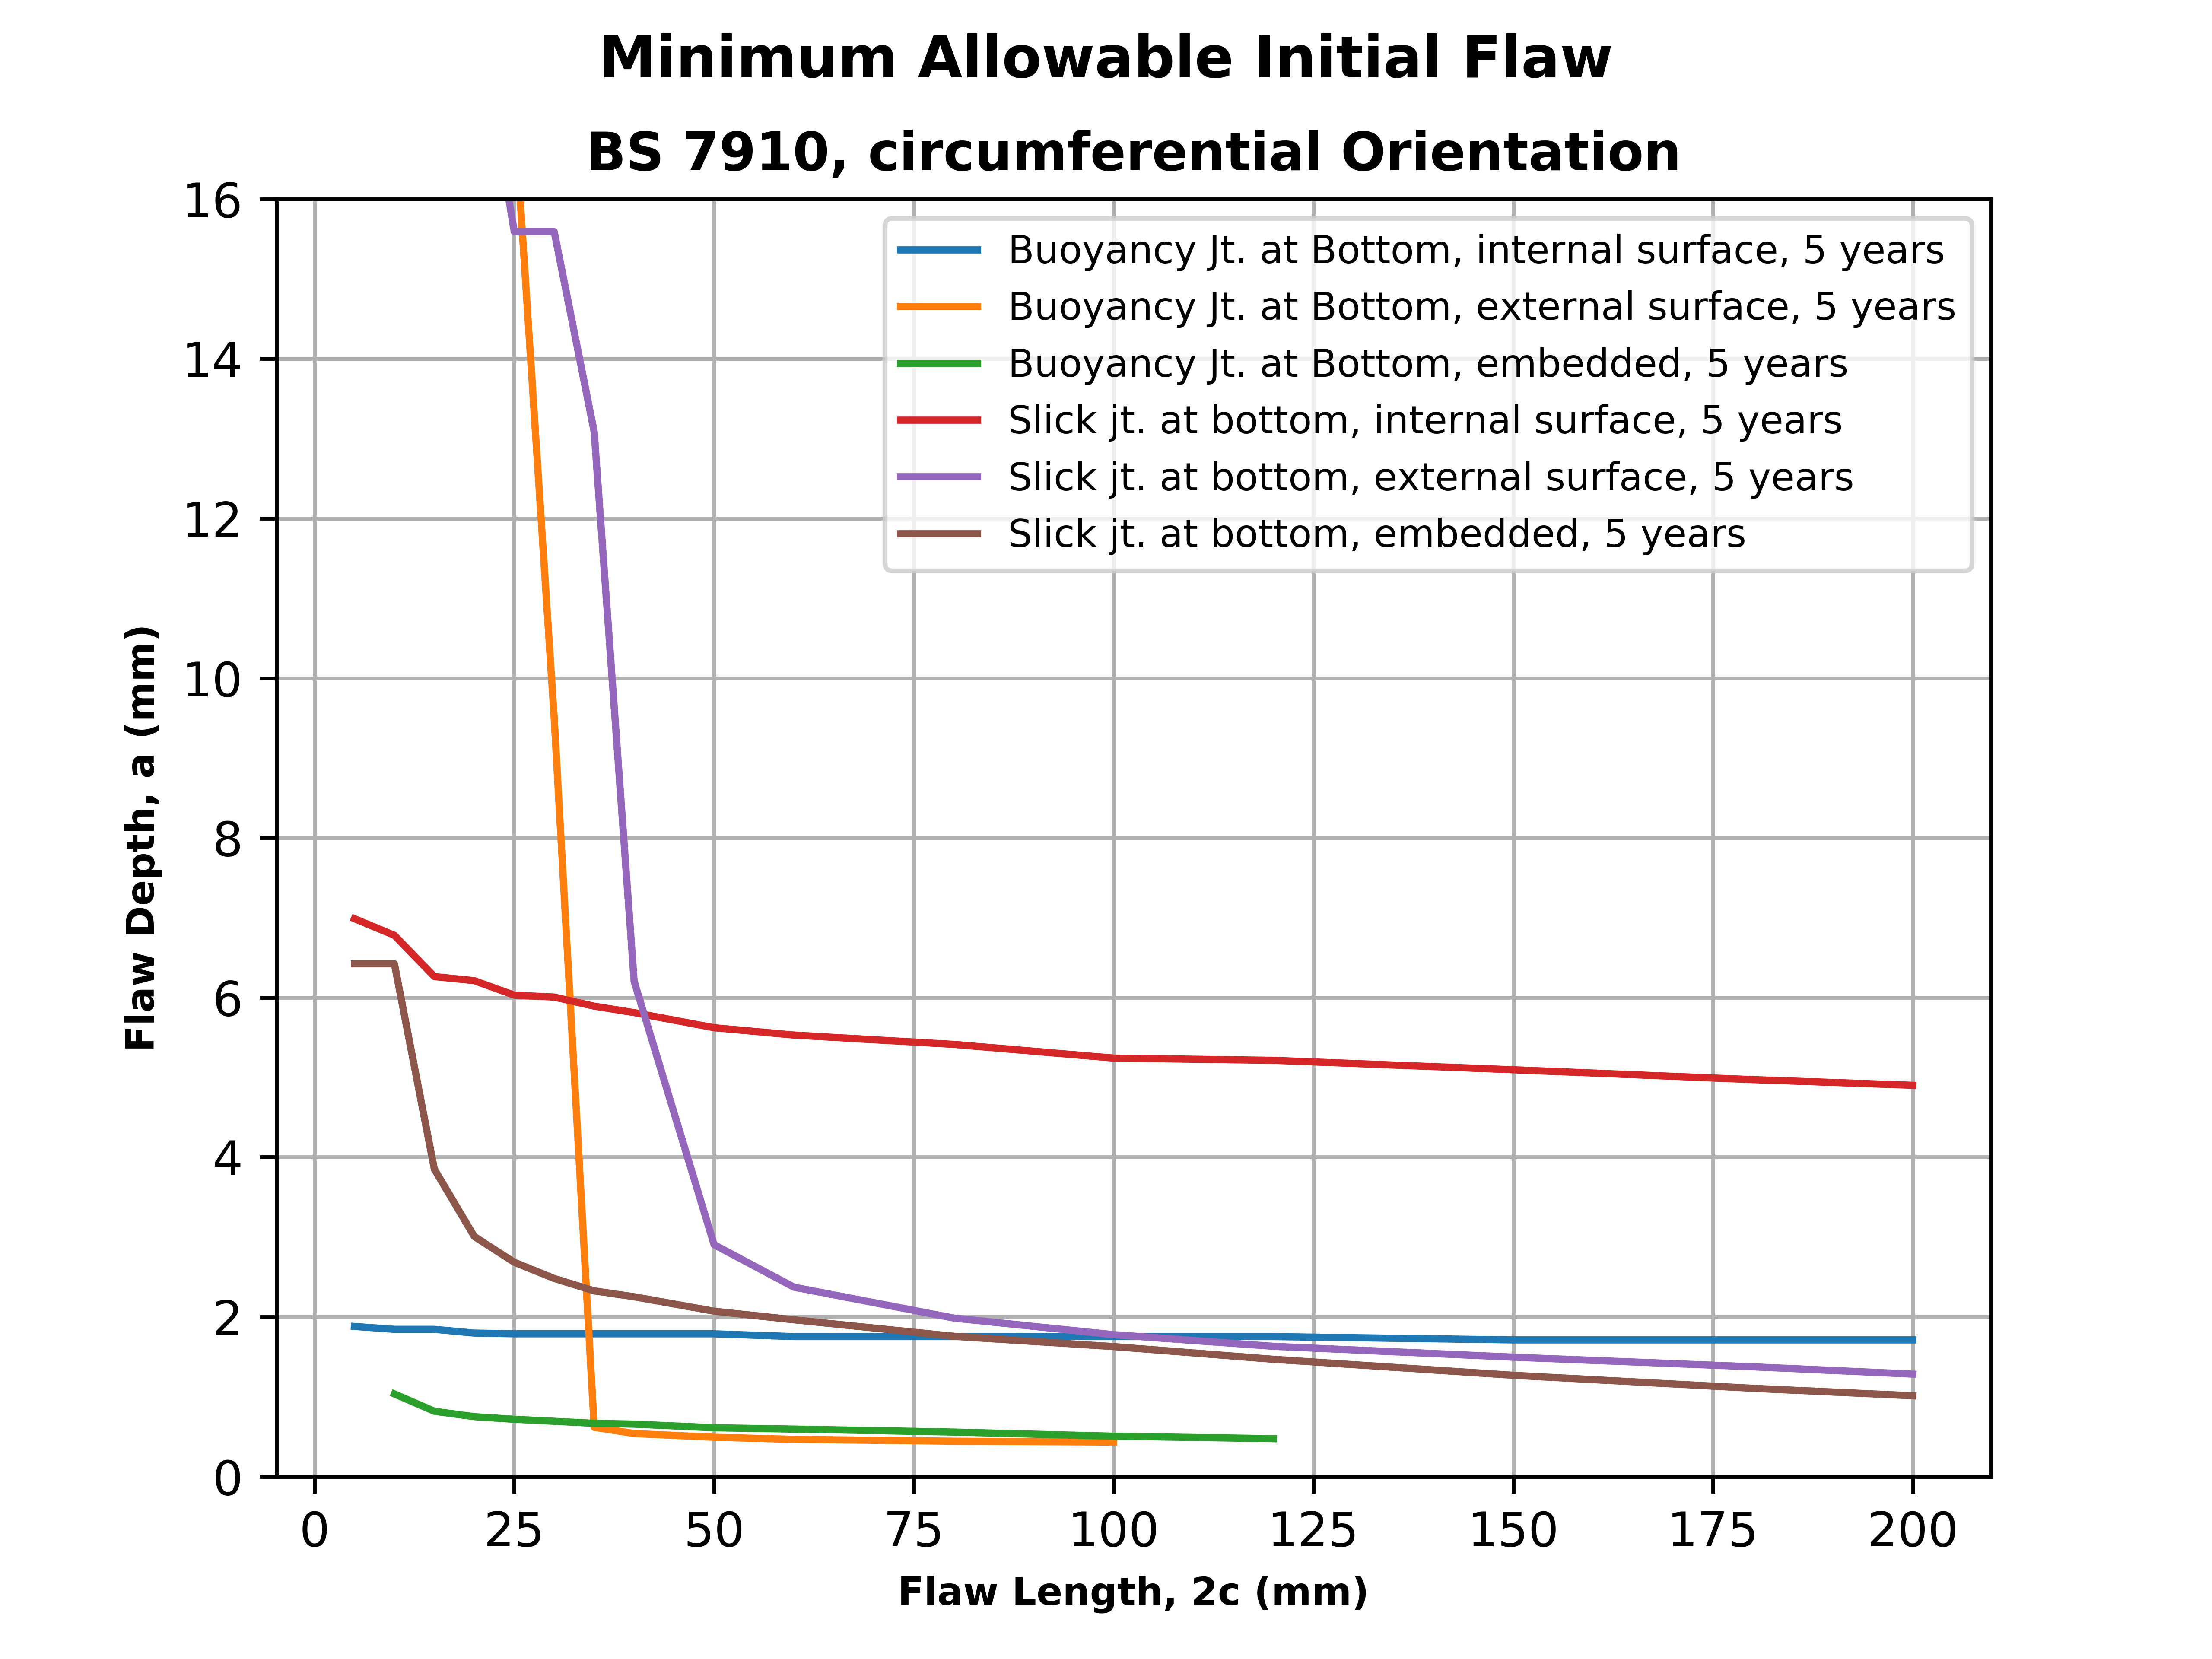 Minimum Allowable Initial Flaw
BS 7910, circumferential Orientation
16
14
12
10
8
6
4
2
0
Flaw Depth, a (mm)
Buoyancy Jt. at Bottom, internal surface, 5 years
Buoyancy Jt. at Bottom, external surface, 5 years
Buoyancy Jt. at Bottom, embedded, 5 years
Slick jt. at bottom, internal surface, 5 years
Slick jt. at bottom, external surface, 5 years
Slick jt. at bottom, embedded, 5 years
0 25 50 75 100 125 150 175 200
Flaw Length, 2c (mm)